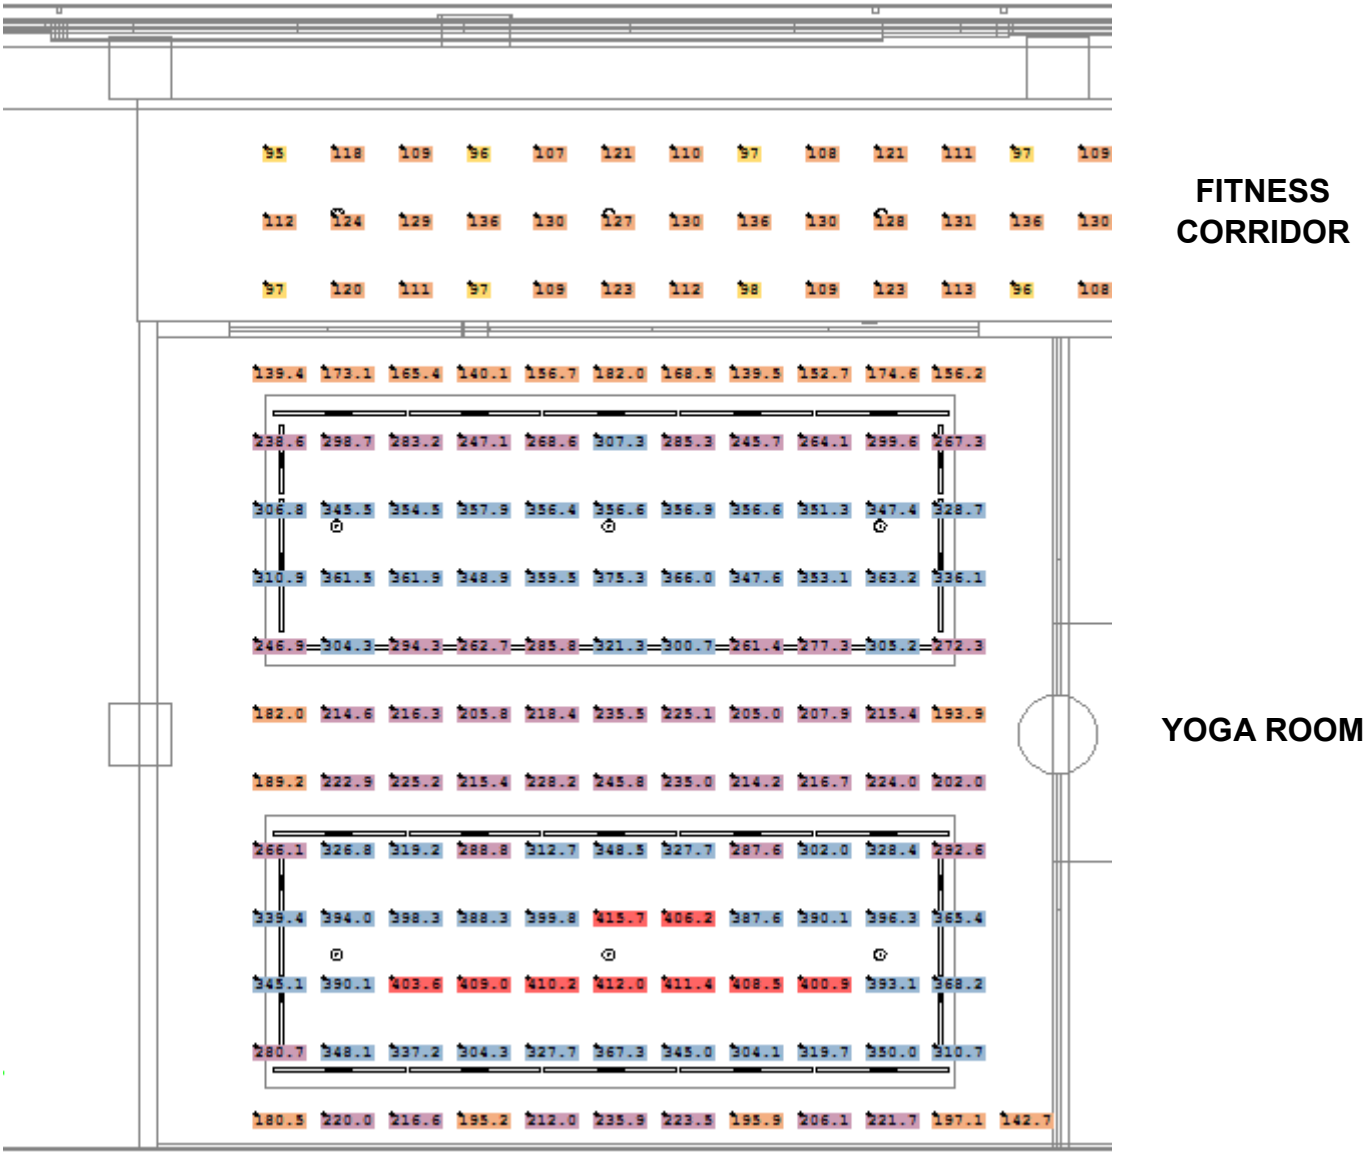 95 118 109 96 107 121 110 97 108 121 111 97 109
FITNESS
CORRIDOR
112 124 129 136 130 127 130 136 130 128 131 136 130
97 120 111 97 109 123 112 98 109 123 113 96 108
139.4 173.1 165.4 140.1 156.7 182.0 168.5 139.5 152.7 174.6 156.2
238.6 298.7 283.2 247.1 268.6 307.3 285.3 245.7 264.1 299.6 267.3
306.8 345.5 354.5 357.9 356.4 356.6 356.9 356.6 351.3 347.4 328.7
310.9 361.5 361.9 348.9 359.5 375.3 366.0 347.6 353.1 363.2 336.1
246.9 304.3 294.3 262.7 285.8 321.3 300.7 261.4 277.3 305.2 272.3
182.0 214.6 216.3 205.8 218.4 235.5 225.1 205.0 207.9 215.4 193.9
YOGA ROOM
189.2 222.9 225.2 215.4 228.2 245.8 235.0 214.2 216.7 224.0 202.0
266.1 326.8 319.2 288.8 312.7 348.5 327.7 287.6 302.0 328.4 292.6
339.4 394.0 398.3 388.3 399.8 415.7 406.2 387.6 390.1 396.3 365.4
345.1 390.1 403.6 409.0 410.2 412.0 411.4 408.5 400.9 393.1 368.2
280.7 348.1 337.2 304.3 327.7 367.3 345.0 304.1 319.7 350.0 310.7
180.5 220.0 216.6 195.2 212.0 235.9 223.5 195.9 206.1 221.7 197.1 142.7